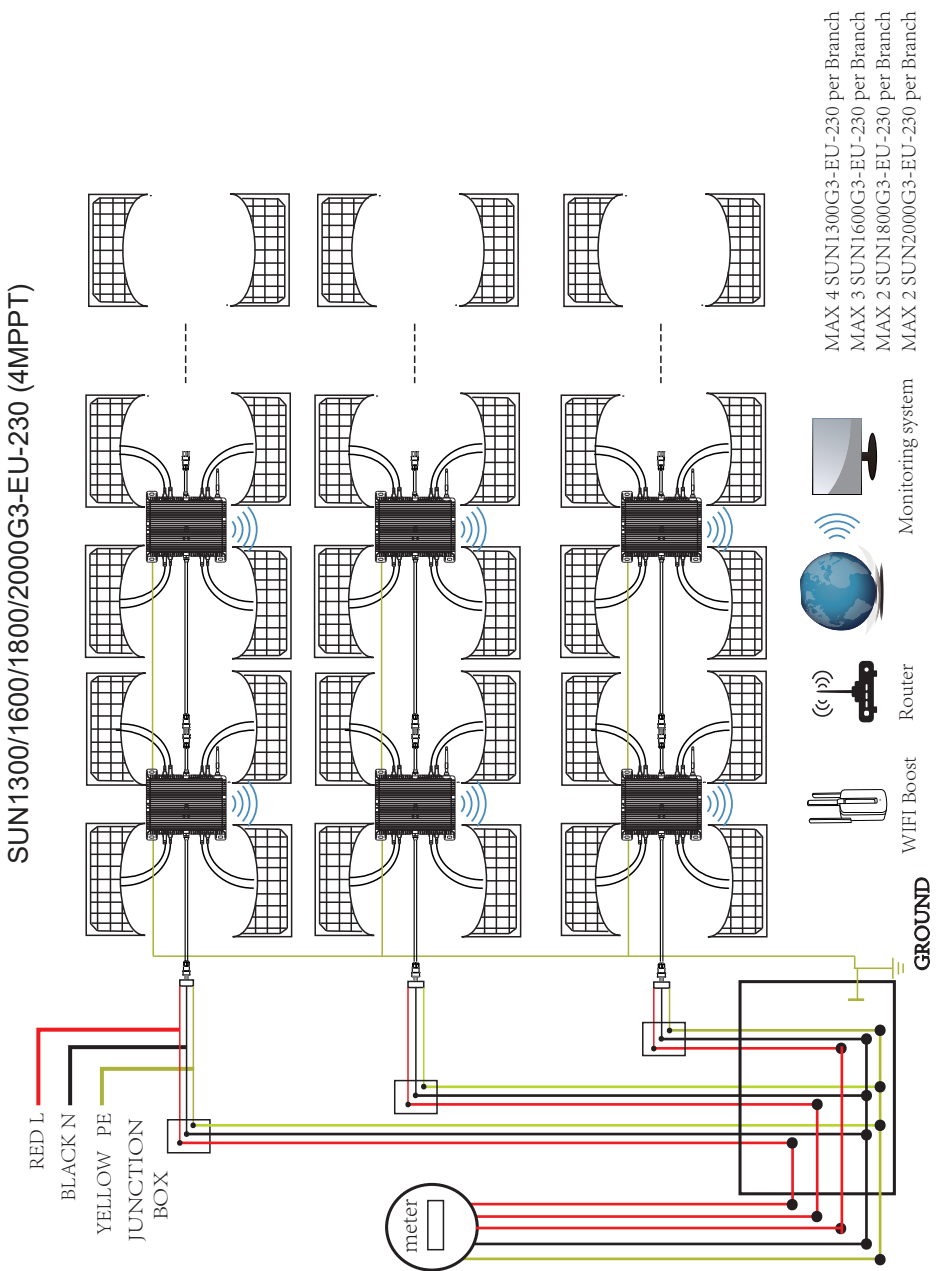 SUN1300/1600/1800/2000G3-EU-230 (4MPPT)
RED L
BLACK N
YELLOW PE
JUNCTION
BOX
meter
GROUND
WIFI Boost
Router
Monitoring system
MAX 4 SUN1300G3-EU-230 per Branch
MAX 3 SUN1600G3-EU-230 per Branch
MAX 2 SUN1800G3-EU-230 per Branch
MAX 2 SUN2000G3-EU-230 per Branch